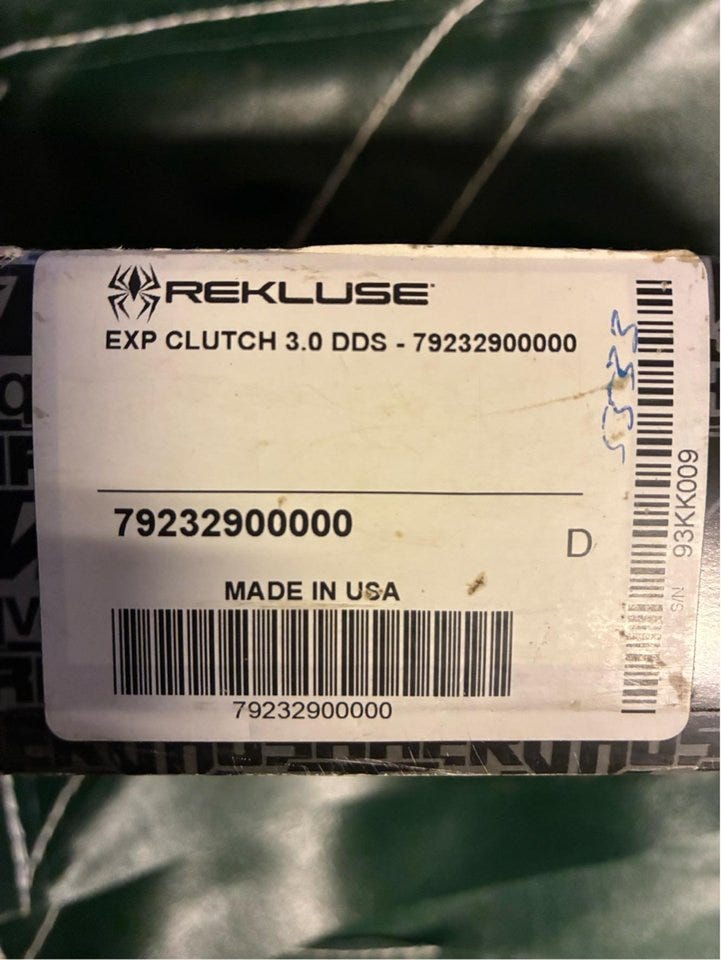 REKLUSE
EXP CLUTCH 3.0 DDS - 79232900000
79232900000
D
MADE IN USA
79232900000
S/N 93KK009